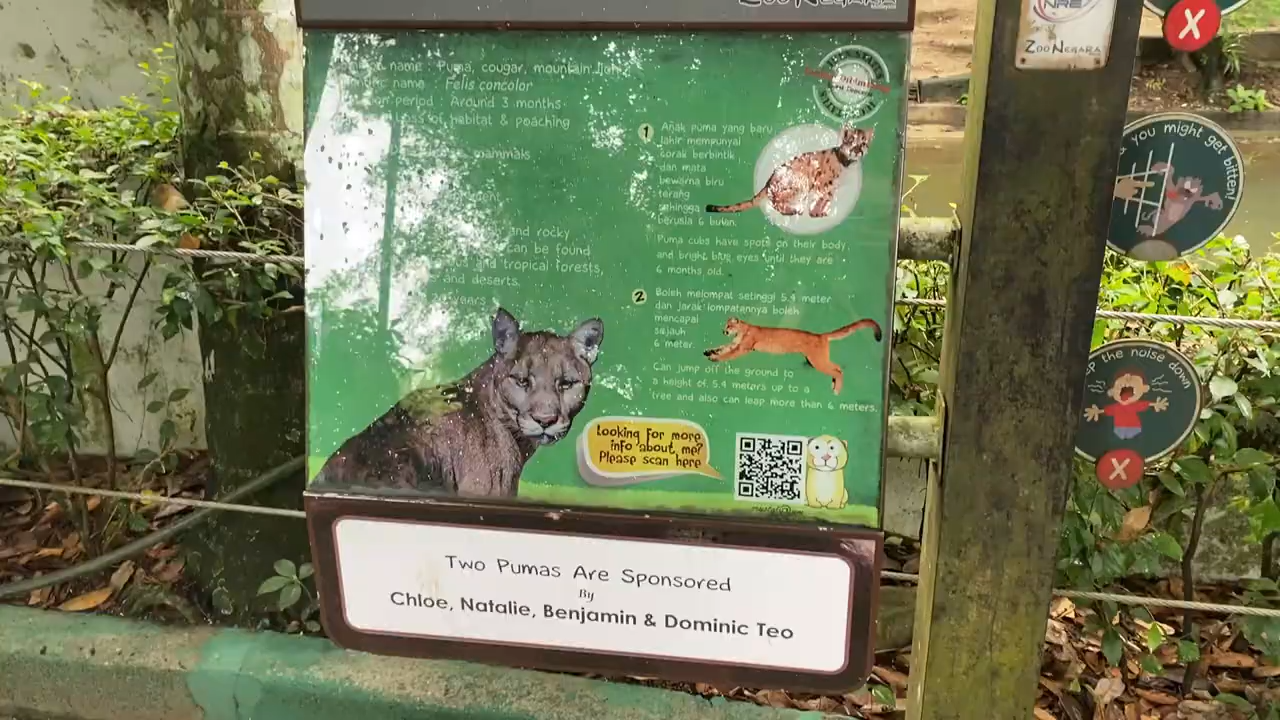 Zoo Negara
name : Puma, cougar, mountain lion
name : Felis concolor
period : Around 3 months
Loss of habitat & poaching
mammals
and rocky
can be found
and tropical forests,
and deserts.
years
1
Anak puma yang baru
lahir mempunyai
corak berbintik
dan mata
bewarna biru
terang
sehingga
berusia 6 bulan.
Puma cubs have spots on their body
and bright blue eyes until they are
6 months old.
2
Boleh melompat setinggi 5.4 meter
dan jarak lompatannya boleh
mencapai
sejauh
6 meter.
Can jump off the ground to
a height of 5.4 meters up to a
tree and also can leap more than 6 meters.
Looking for more
info about me?
Please scan here
Two Pumas Are Sponsored
By
Chloe, Natalie, Benjamin & Dominic Teo
NRE
Zoo Negara
X
you might get bitten!
the noise down
X